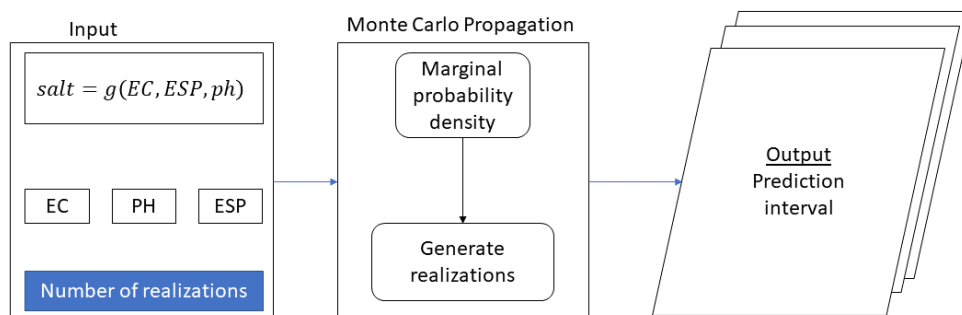 Input
salt = g(EC, ESP, ph)
EC
PH
ESP
Number of realizations
Monte Carlo Propagation
Marginal
probability
density
Generate
realizations
Output
Prediction
interval